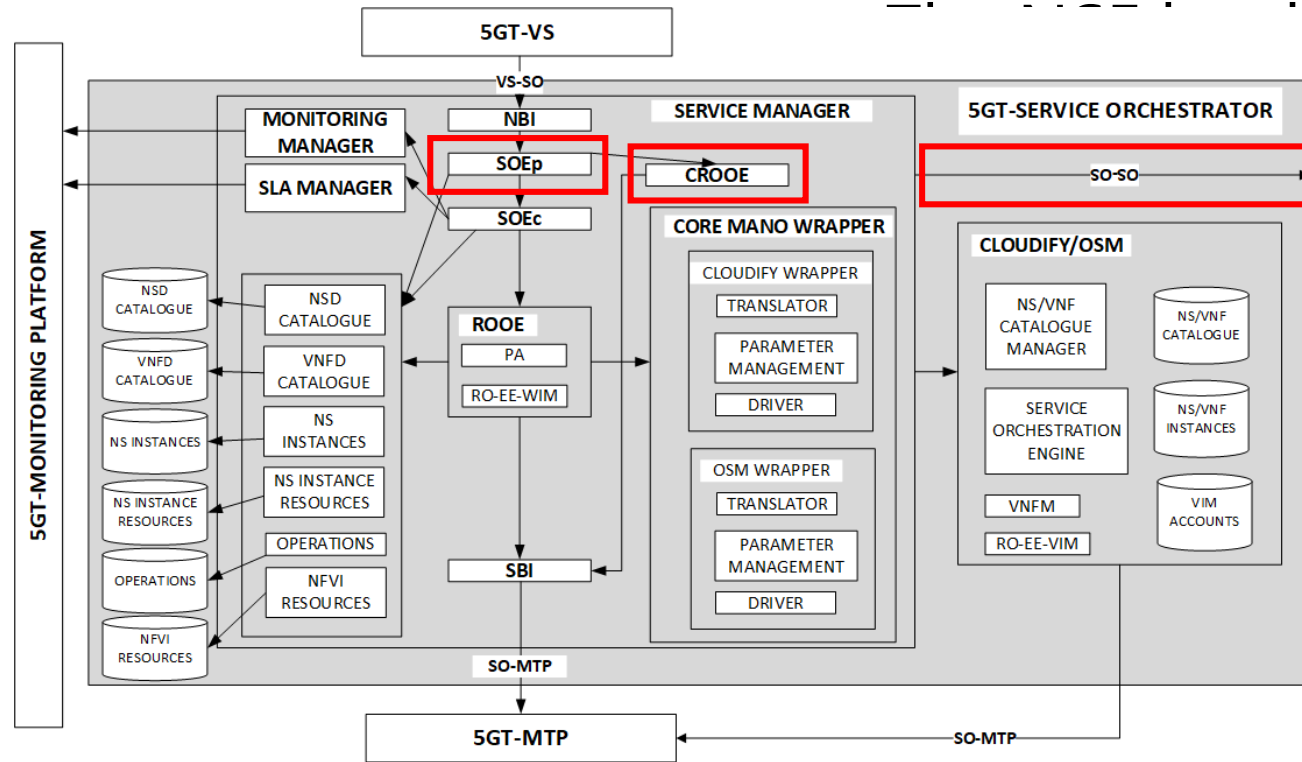 5GT-VS
VS-SO
5GT-MONITORING PLATFORM
MONITORING
MANAGER
SLA MANAGER
NBI
SERVICE MANAGER
5GT-SERVICE ORCHESTRATOR
SOEp
CROOE
SO-SO
SOEc
CORE MANO WRAPPER
CLOUDIFY/OSM
NSD
CATALOGUE
VNFD
CATALOGUE
NS INSTANCES
NS INSTANCE
RESOURCES
OPERATIONS
NFVI
RESOURCES
NSD
CATALOGUE
VNFD
CATALOGUE
NS
INSTANCES
NS INSTANCE
RESOURCES
OPERATIONS
NFVI
RESOURCES
ROOE
PA
RO-EE-WIM
SBI
CLOUDIFY WRAPPER
TRANSLATOR
PARAMETER
MANAGEMENT
DRIVER
OSM WRAPPER
TRANSLATOR
PARAMETER
MANAGEMENT
DRIVER
NS/VNF
CATALOGUE
MANAGER
SERVICE
ORCHESTRATION
ENGINE
VNFM
RO-EE-VIM
NS/VNF
CATALOGUE
NS/VNF
INSTANCES
VIM
ACCOUNTS
SO-MTP
5GT-MTP
SO-MTP